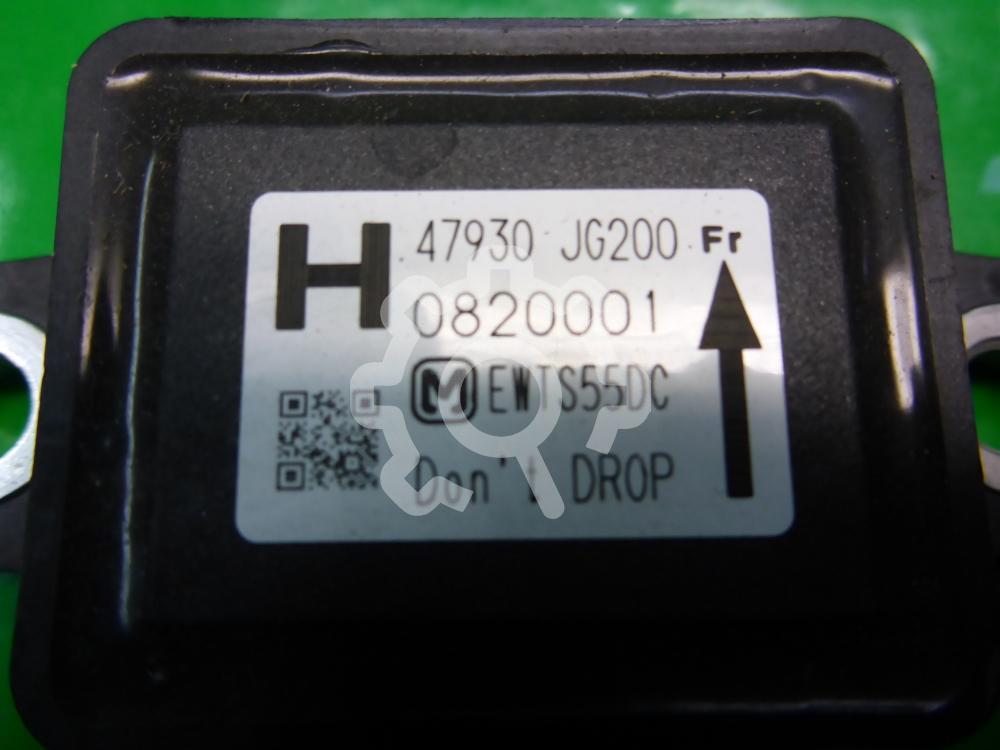 H 47930 JG200 Fr
0820001
M EWTS55DC
Don't DROP